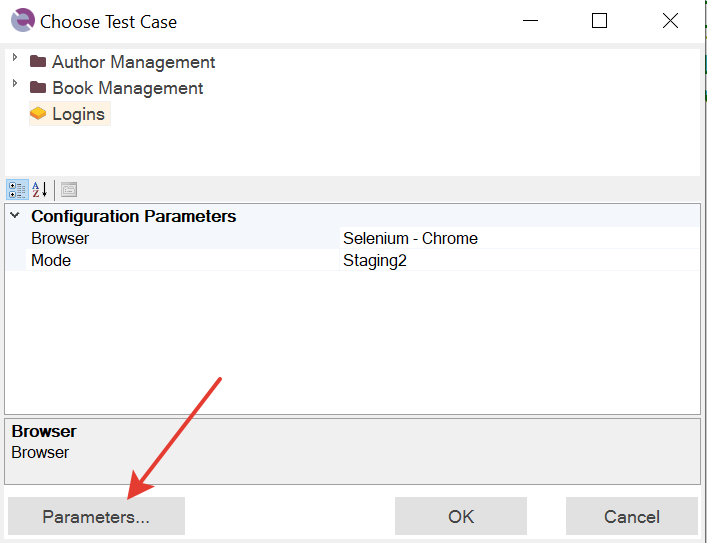 Choose Test Case
Author Management
Book Management
Logins
Configuration Parameters
Browser Selenium - Chrome
Mode Staging2
Browser
Browser
Parameters... OK Cancel